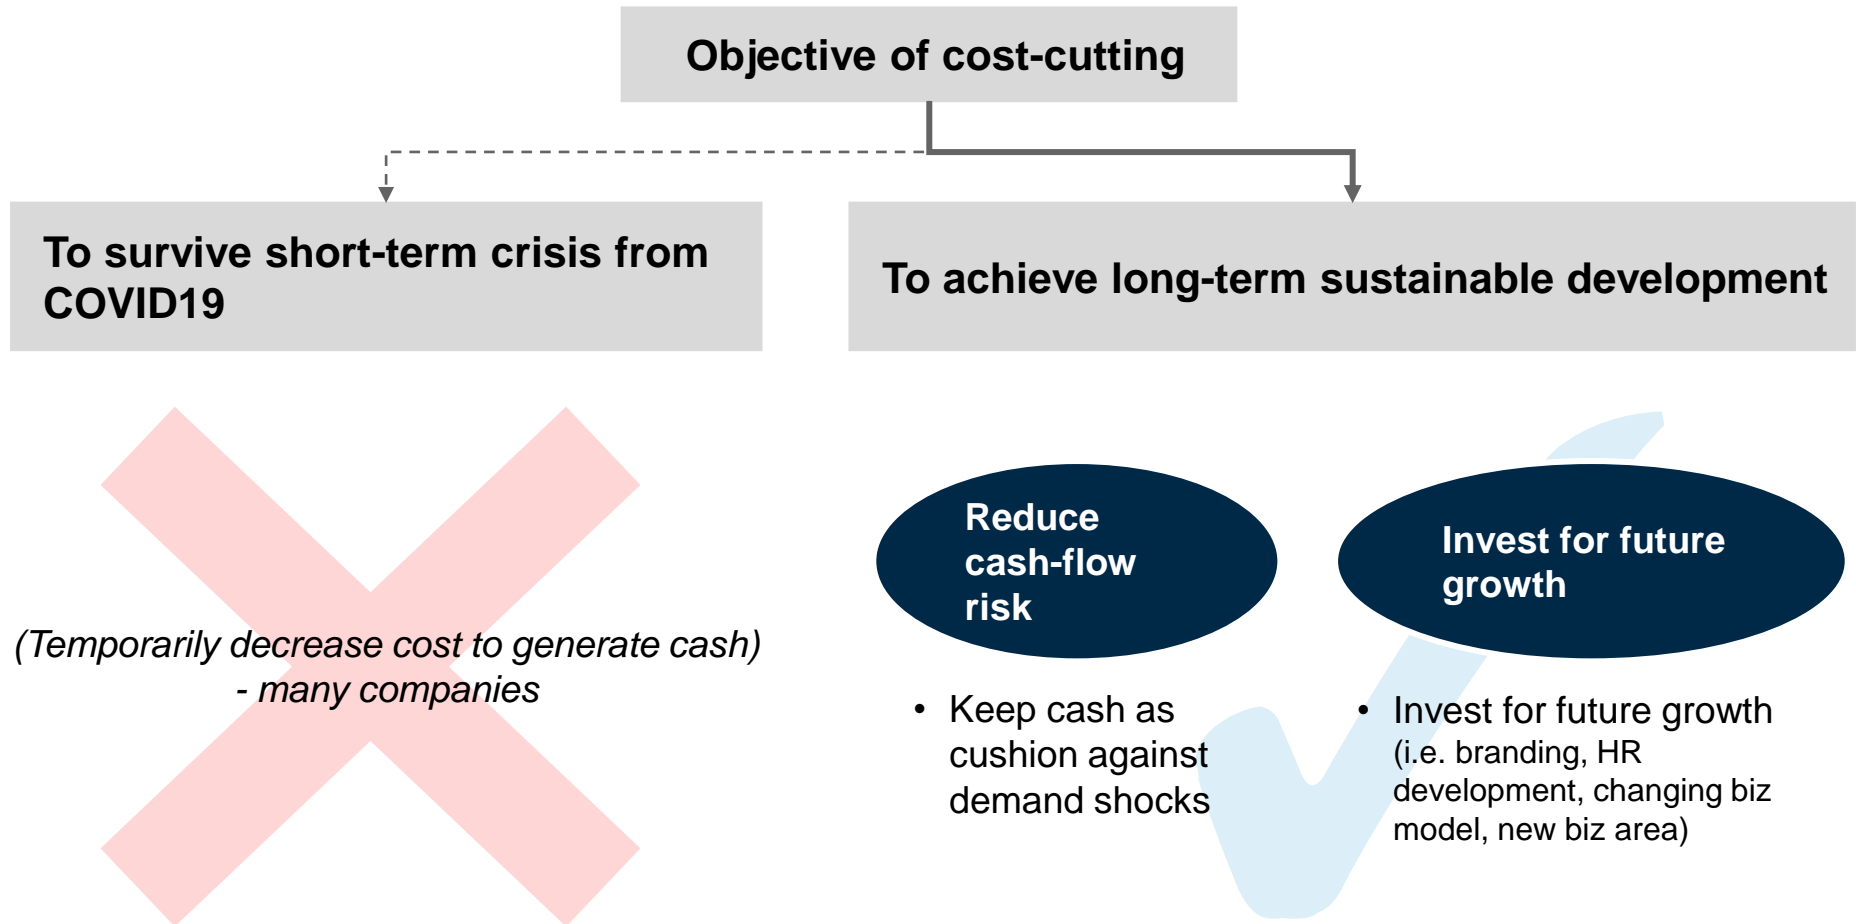 Objective of cost-cutting
To survive short-term crisis from
COVID19
To achieve long-term sustainable development
(Temporarily decrease cost to generate cash)
- many companies
Reduce
cash-flow
risk
Invest for future
growth
• Keep cash as
cushion against
demand shocks
• Invest for future growth
(i.e. branding, HR
development, changing biz
model, new biz area)